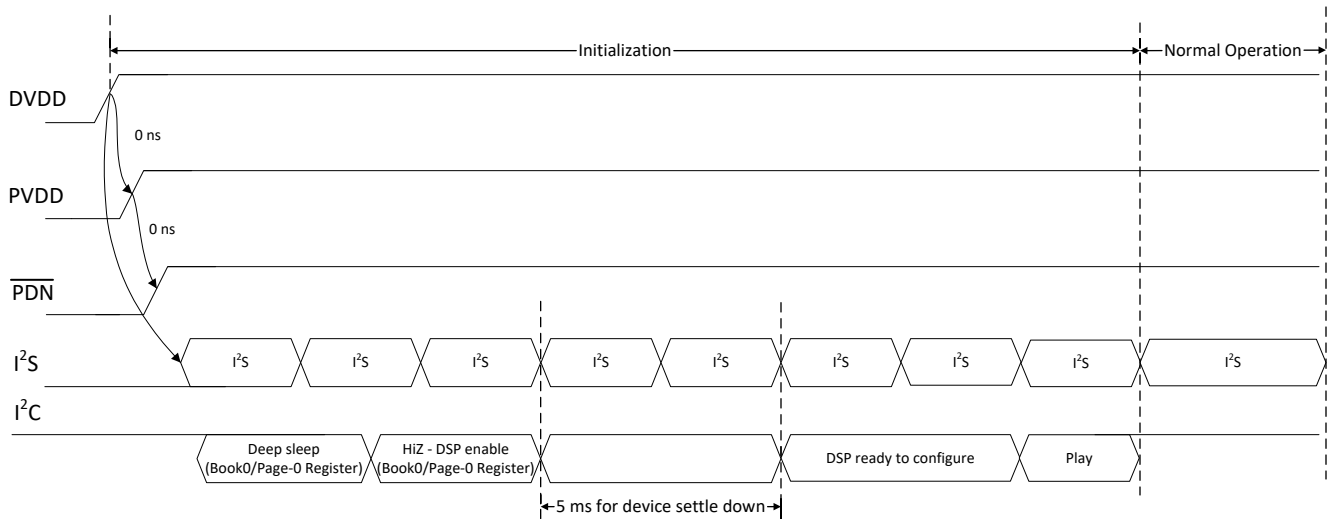 Initialization
Normal Operation
DVDD
0 ns
PVDD
0 ns
PDN
I²S
I²S
I²S
I²S
I²S
I²S
I²S
I²S
I²S
I²S
I²C
Deep sleep
(Book0/Page-0 Register)
HiZ - DSP enable
(Book0/Page-0 Register)
DSP ready to configure
Play
5 ms for device settle down